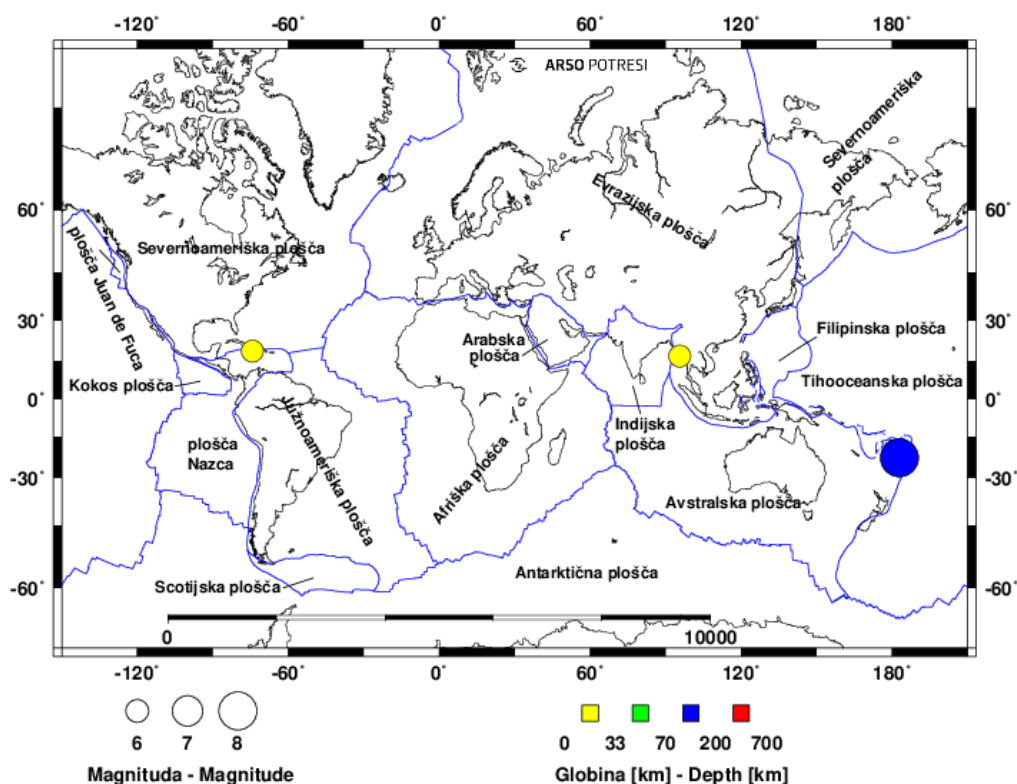 -120° -60° 0° 60° 120° 180°
ARSO POTRESI
Severnoameriška
plošča
Evrazijska plošča
60° 60°
Severnoameriška plošča
plošča Juan de Fuca
30° 30°
Filipinska plošča
Arabska
plošča
Kokos plošča
Tihooceanska plošča
0° 0°
Južnoameriška plošča
Indijska
plošča
plošča
Nazca
Afriška plošča
-30° -30°
Avstralska plošča
Antarktična plošča
Scotijska plošča
-60° -60°
0 10000
-120° -60° 0° 60° 120° 180°
6 7 8
0 33 70 200 700
Magnituda - Magnitude
Globina [km] - Depth [km]